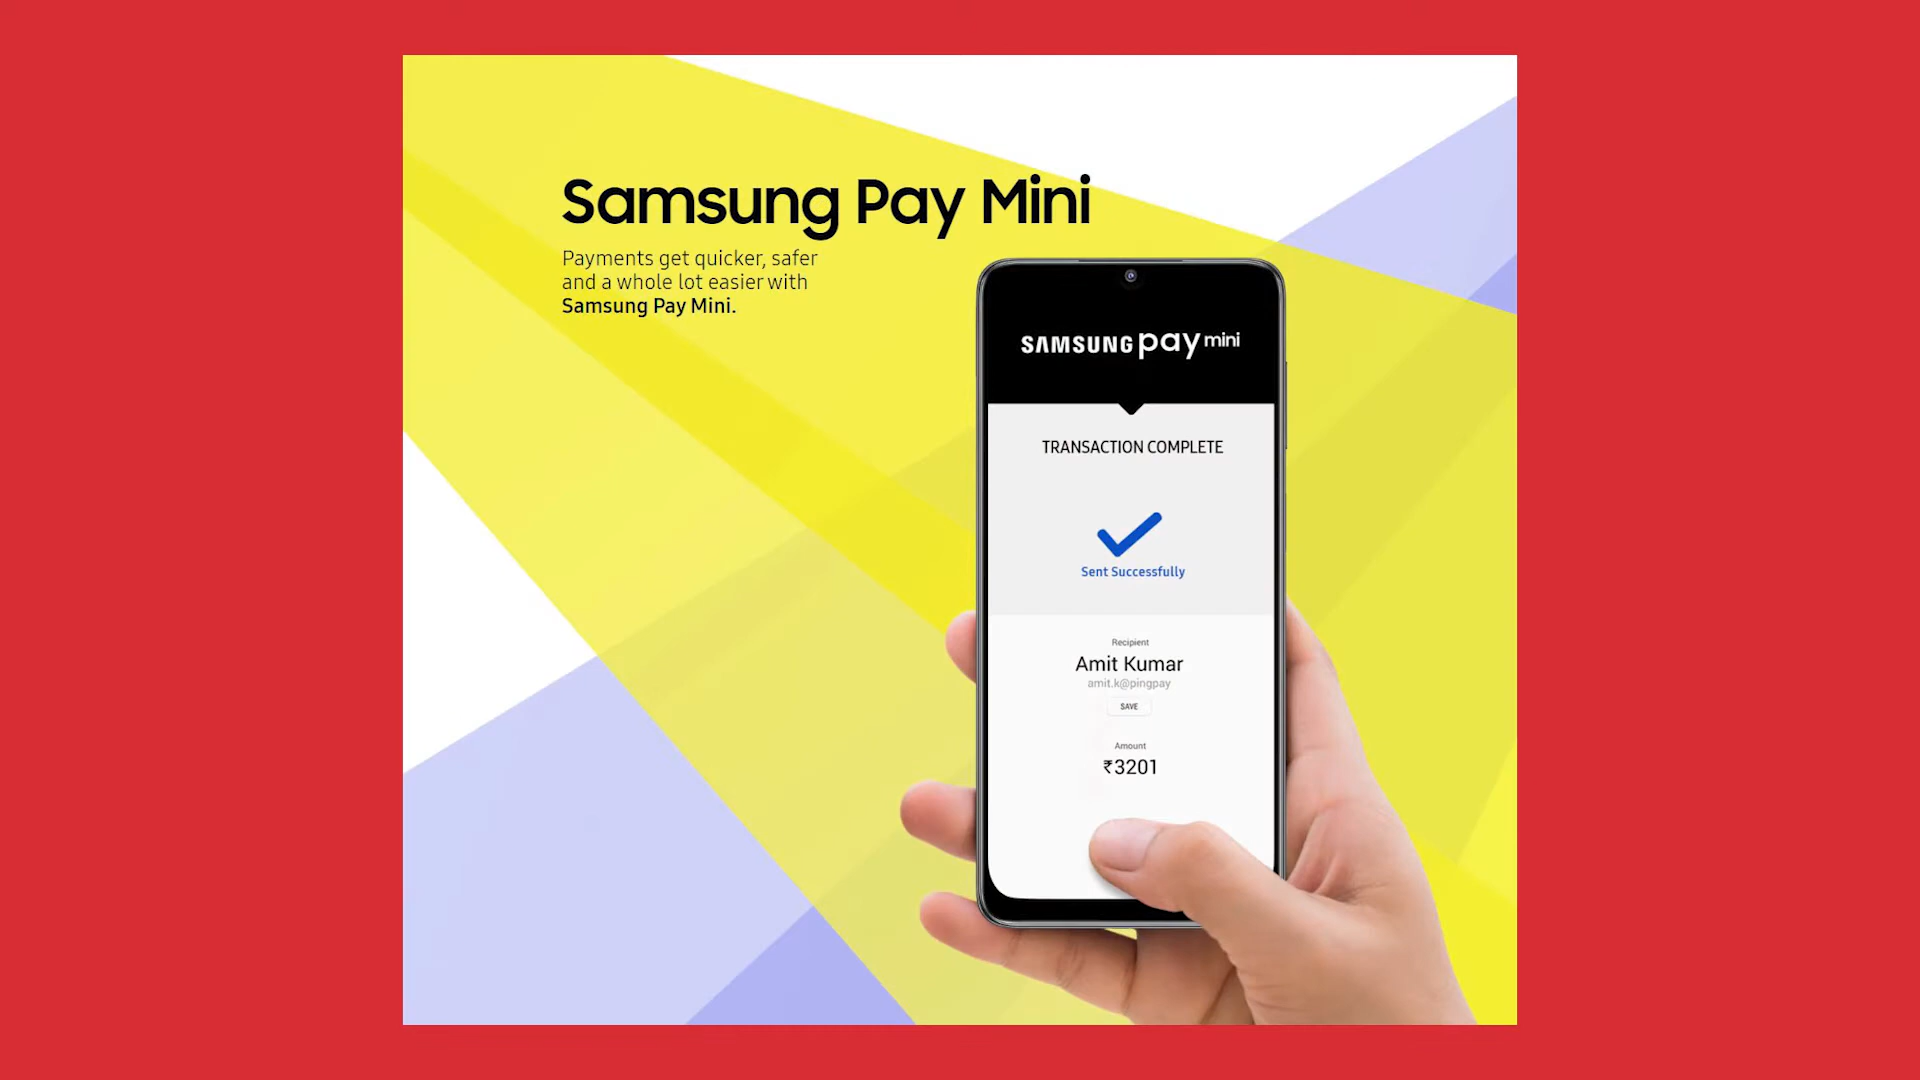 Samsung Pay Mini
Payments get quicker, safer
and a whole lot easier with
Samsung Pay Mini.
SAMSUNG pay mini
TRANSACTION COMPLETE
Sent Successfully
Recipient
Amit Kumar
amit.k@pingpay
SAVE
Amount
₹3201